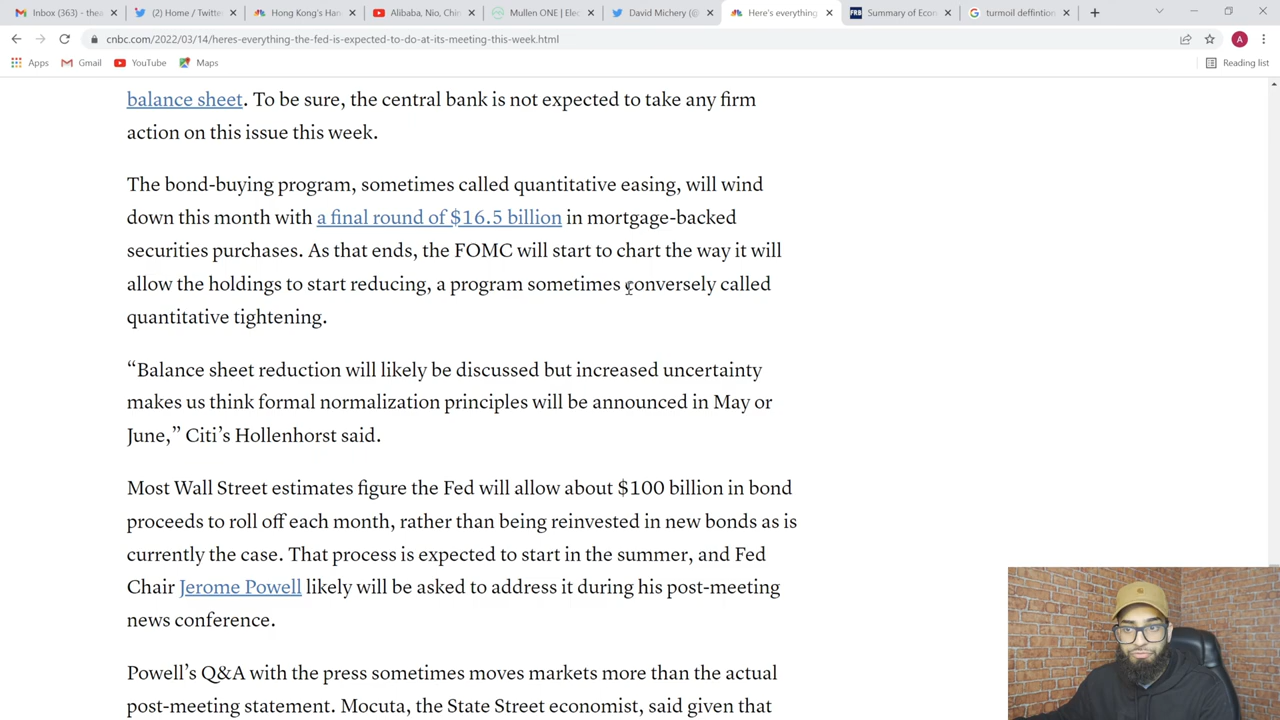 Inbox (363) - thea
(2) Home / Twitter
Hong Kong's Han
Alibaba, Nio, Chin
Mullen ONE | Elec
David Michery (@
Here's everything
FRB
Summary of Econ
turmoil deffintion
cnbc.com/2022/03/14/heres-everything-the-fed-is-expected-to-do-at-its-meeting-this-week.html
A
Apps
Gmail
YouTube
Maps
Reading list
balance sheet. To be sure, the central bank is not expected to take any firm
action on this issue this week.
The bond-buying program, sometimes called quantitative easing, will wind
down this month with a final round of $16.5 billion in mortgage-backed
securities purchases. As that ends, the FOMC will start to chart the way it will
allow the holdings to start reducing, a program sometimes conversely called
quantitative tightening.
“Balance sheet reduction will likely be discussed but increased uncertainty
makes us think formal normalization principles will be announced in May or
June,” Citi’s Hollenhorst said.
Most Wall Street estimates figure the Fed will allow about $100 billion in bond
proceeds to roll off each month, rather than being reinvested in new bonds as is
currently the case. That process is expected to start in the summer, and Fed
Chair Jerome Powell likely will be asked to address it during his post-meeting
news conference.
Powell’s Q&A with the press sometimes moves markets more than the actual
post-meeting statement. Mocuta, the State Street economist, said given that